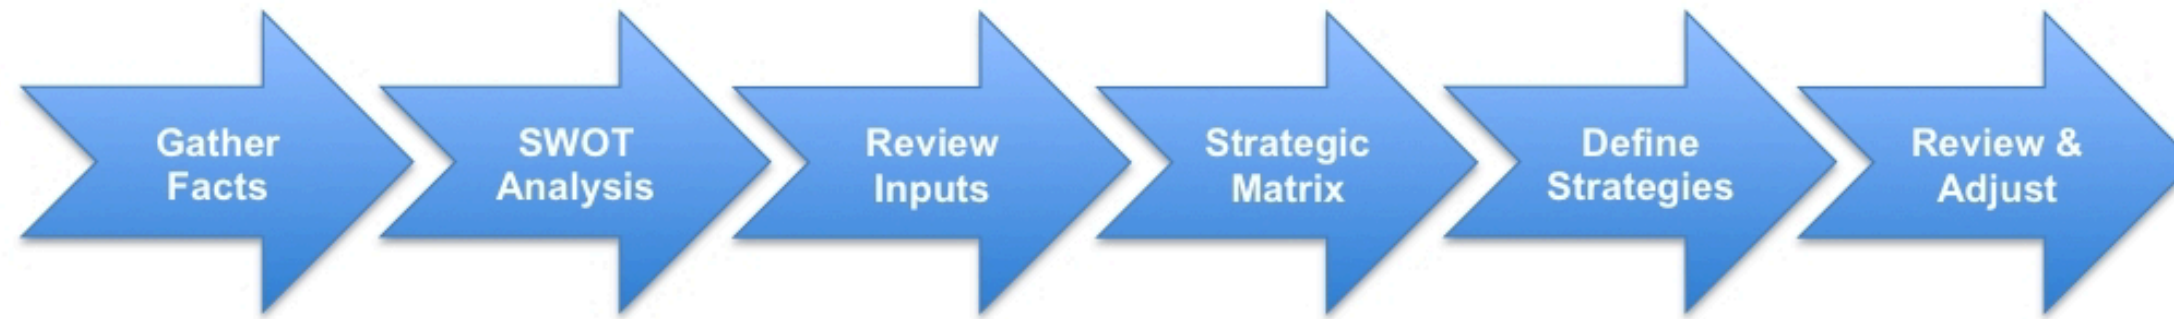 Gather
Facts
SWOT
Analysis
Review
Inputs
Strategic
Matrix
Define
Strategies
Review &
Adjust